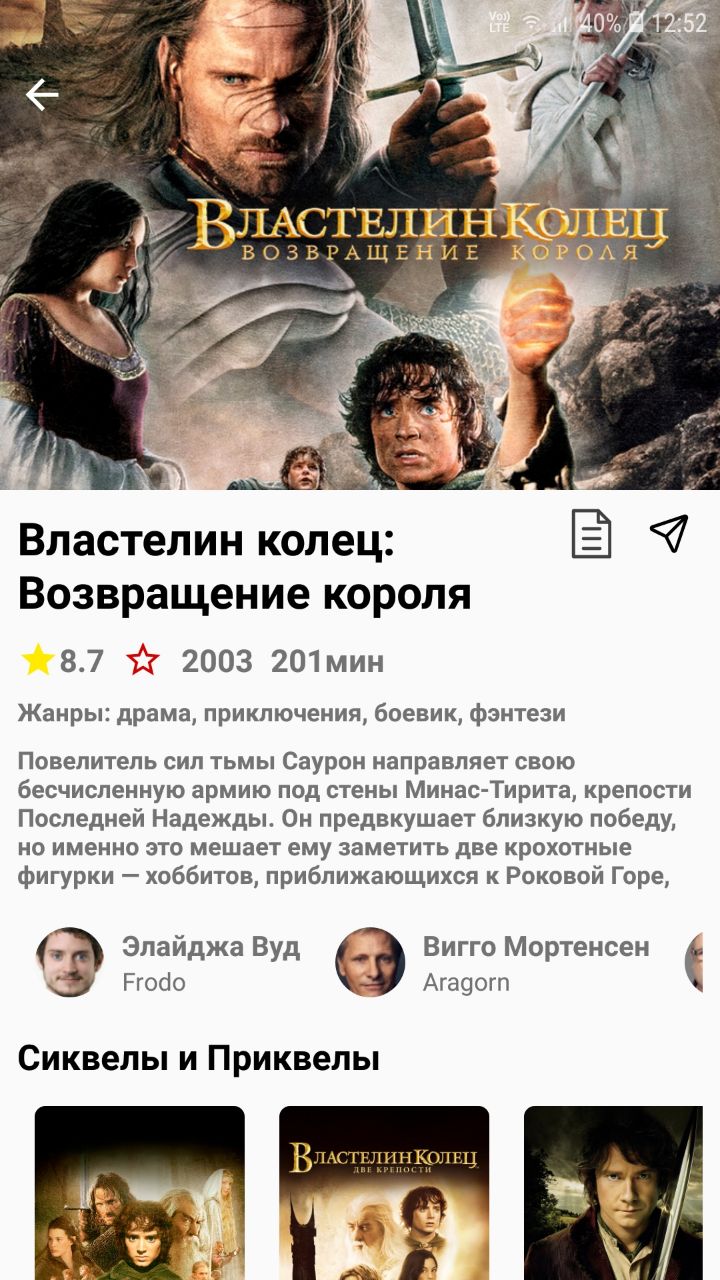 Vo))
LTE
40%
12:52
ВЛАСТЕЛИН КОЛЕЦ
ВОЗВРАЩЕНИЕ КОРОЛЯ
Властелин колец:
Возвращение короля
8.7 2003 201мин
Жанры: драма, приключения, боевик, фэнтези
Повелитель сил тьмы Саурон направляет свою
бесчисленную армию под стены Минас-Тирита, крепости
Последней Надежды. Он предвкушает близкую победу,
но именно это мешает ему заметить две крохотные
фигурки — хоббитов, приближающихся к Роковой Горе,
Элайджа Вуд
Frodo
Вигго Мортенсен
Aragorn
Сиквелы и Приквелы
ВЛАСТЕЛИН КОЛЕЦ
ДВЕ КРЕПОСТИ